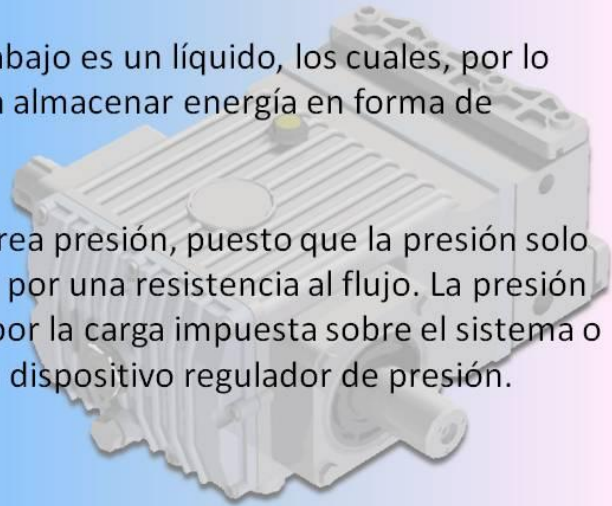 abajo es un líquido, los cuales, por lo
n almacenar energía en forma de
rea presión, puesto que la presión solo
por una resistencia al flujo. La presión
por la carga impuesta sobre el sistema o
dispositivo regulador de presión.